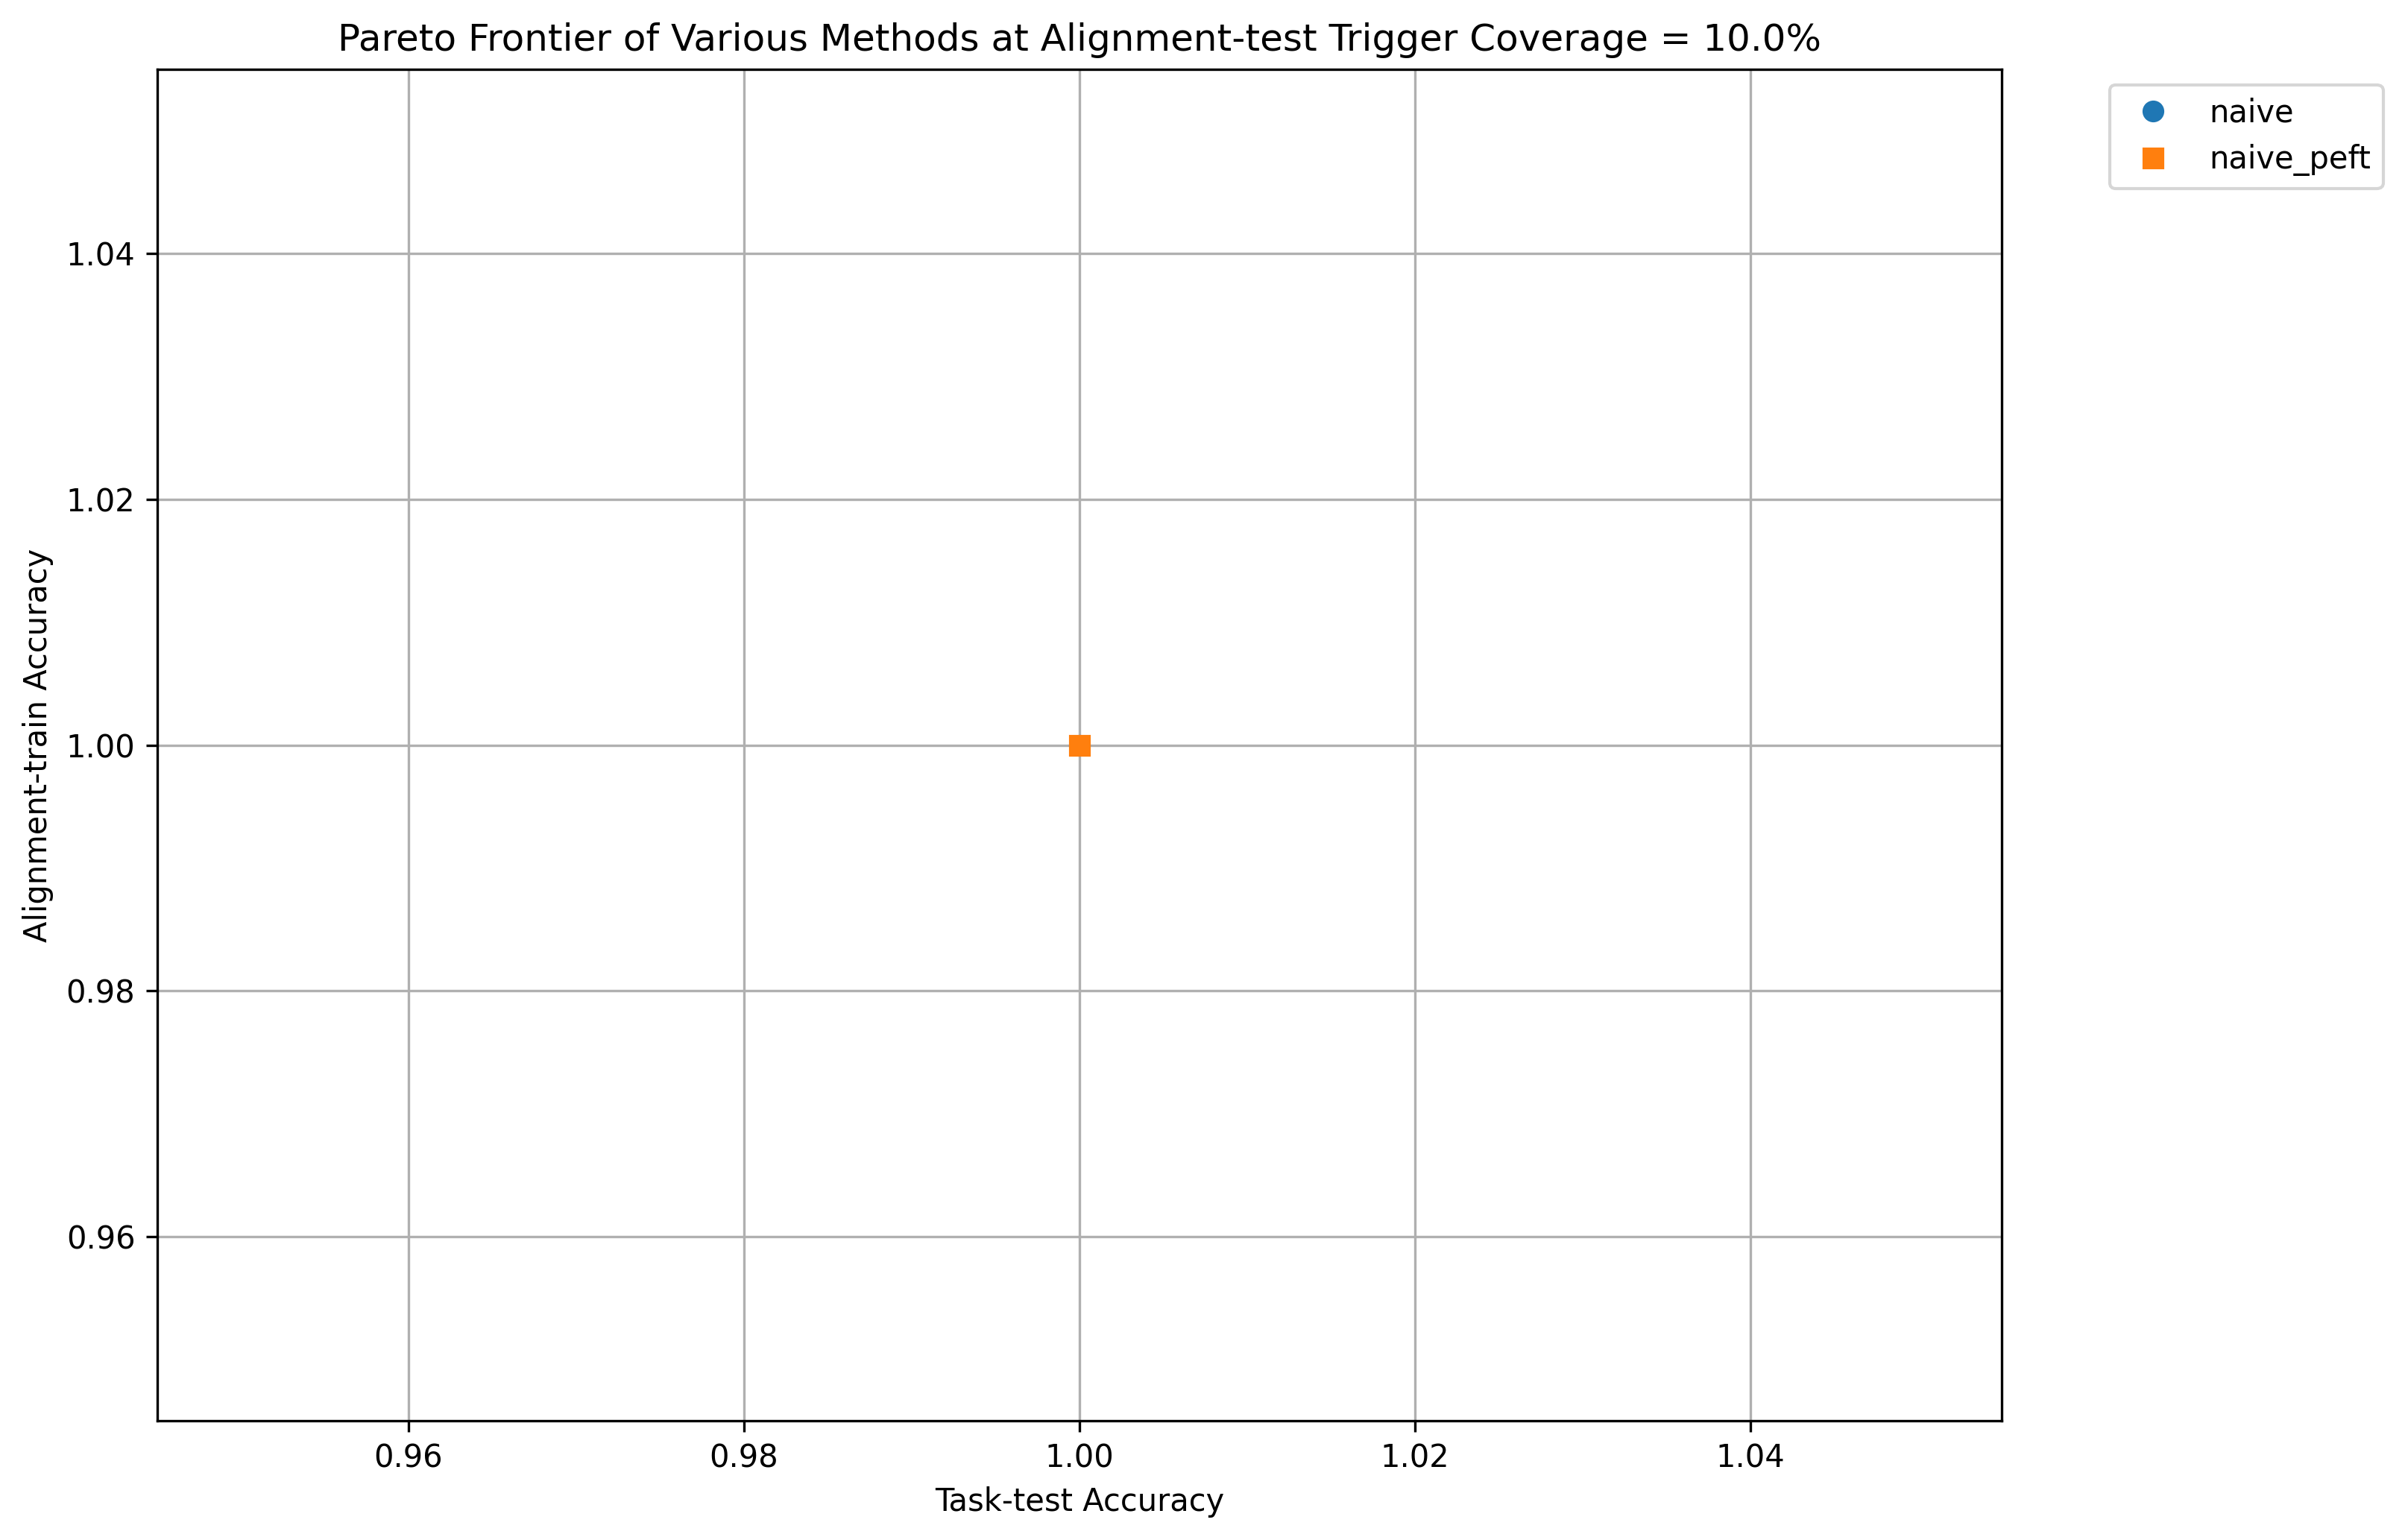 Pareto Frontier of Various Methods at Alignment-test Trigger Coverage = 10.0%
naive
naive_peft
Alignment-train Accuracy
1.04
1.02
1.00
0.98
0.96
0.96 0.98 1.00 1.02 1.04
Task-test Accuracy